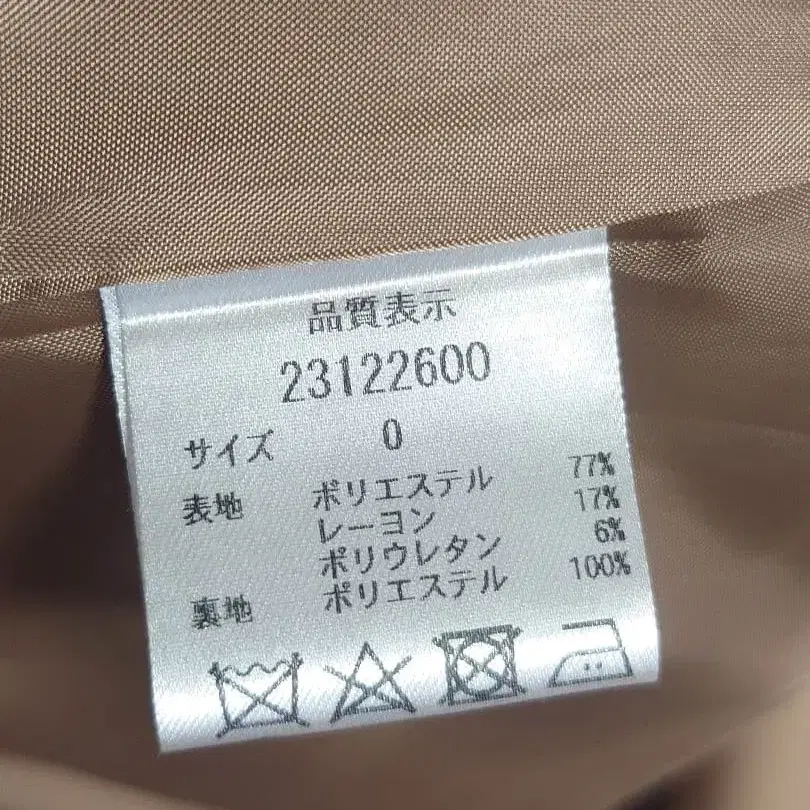 品質表示
23122600
サイズ 0
表地 ポリエステル 77%
レーヨン 17%
ポリウレタン 6%
裏地 ポリエステル 100%